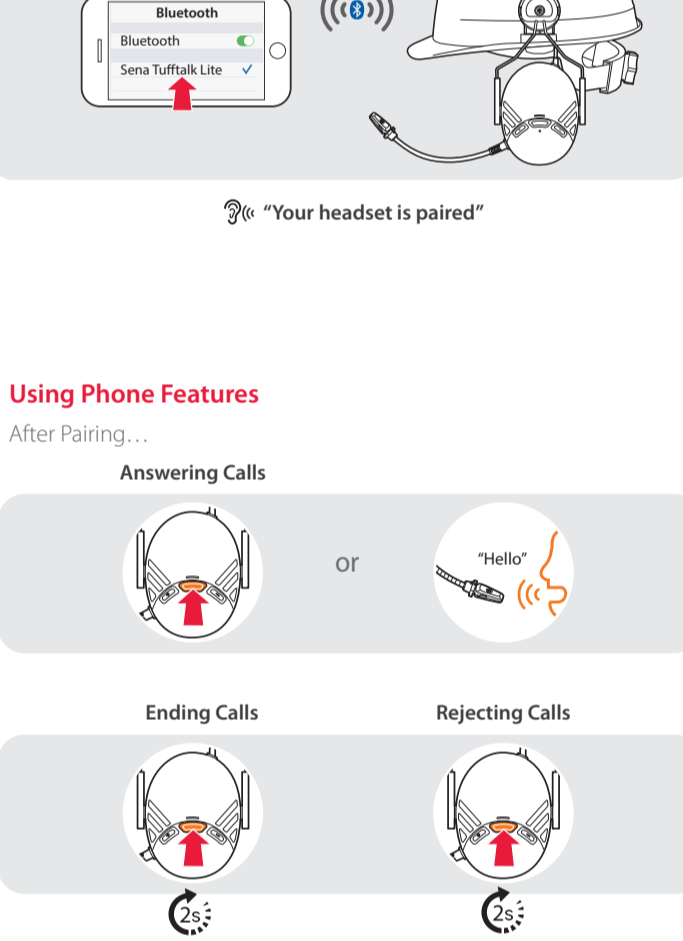 Bluetooth
Bluetooth
Sena Tufftalk Lite
“Your headset is paired”
Using Phone Features
After Pairing…
Answering Calls
or
“Hello”
Ending Calls
Rejecting Calls
2s
2s